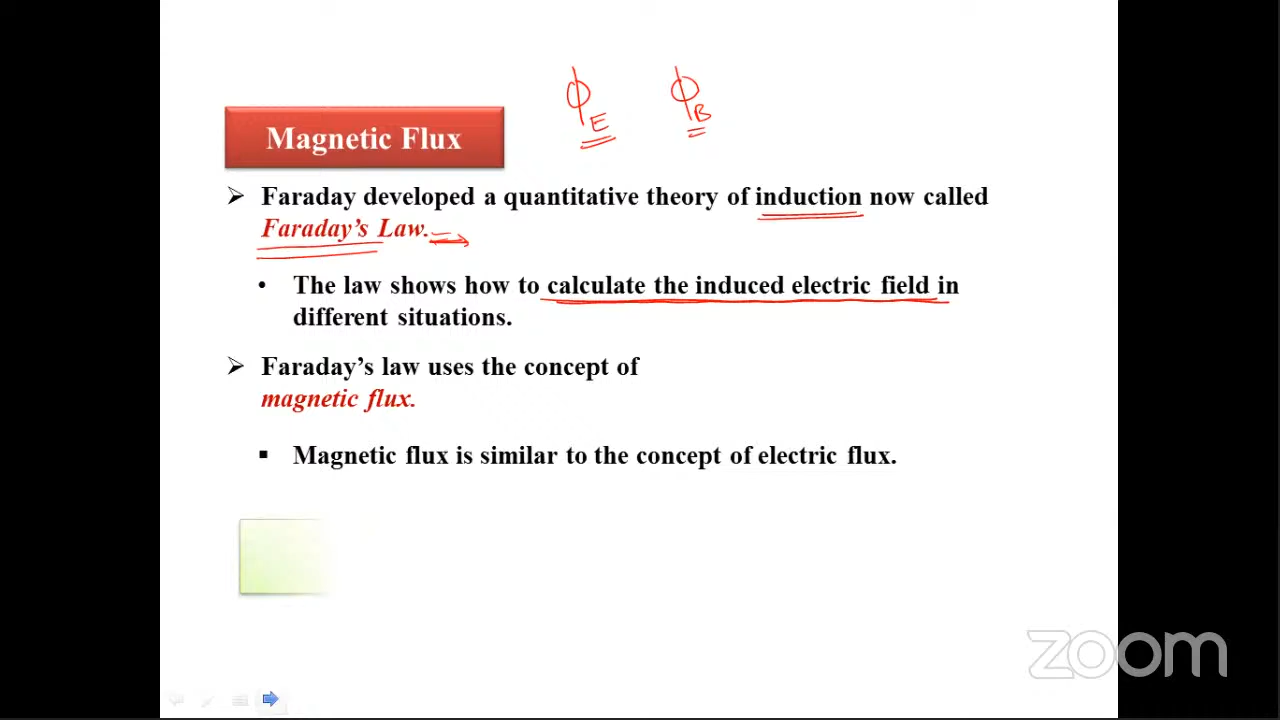 ϕE ϕB
Magnetic Flux
➢ Faraday developed a quantitative theory of induction now called
Faraday’s Law.
• The law shows how to calculate the induced electric field in
different situations.
➢ Faraday’s law uses the concept of
magnetic flux.
▪ Magnetic flux is similar to the concept of electric flux.
zoom